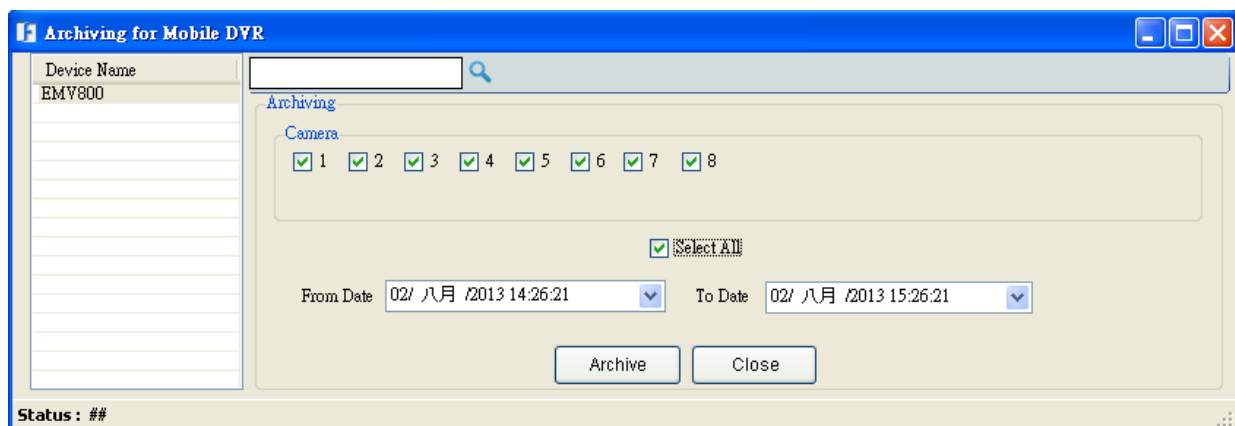 Archiving for Mobile DVR
Device Name
EMV800
Archiving
Camera
1 2 3 4 5 6 7 8
Select All
From Date 02/ 八月 /2013 14:26:21 To Date 02/ 八月 /2013 15:26:21
Archive Close
Status : ##